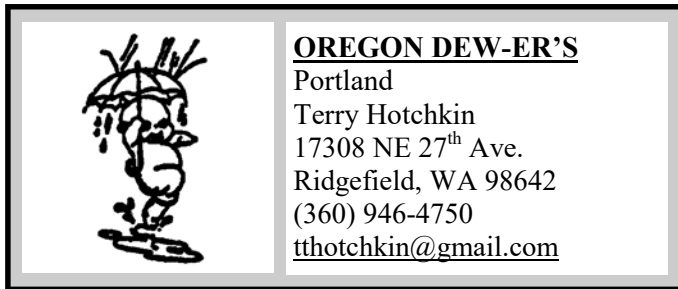 OREGON DEW-ER’S
Portland
Terry Hotchkin
17308 NE 27th Ave.
Ridgefield, WA 98642
(360) 946-4750
tthotchkin@gmail.com